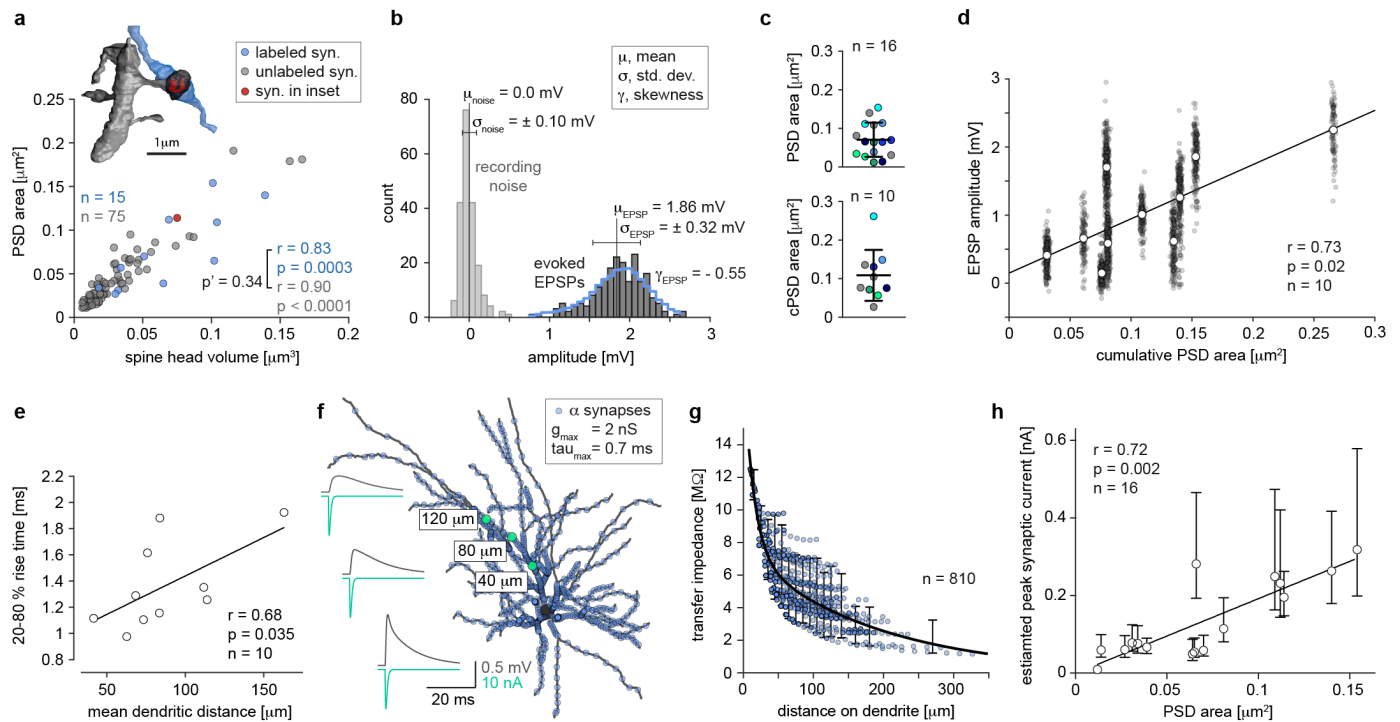 a
labeled syn.
unlabeled syn.
syn. in inset
1μm
0.25
0.2
0.15
0.1
0.05
0
PSD area [μm²]
n = 15
n = 75
p' = 0.34
r = 0.83
p = 0.0003
r = 0.90
p < 0.0001
0 0.05 0.1 0.15 0.2
spine head volume [μm³]
b
μ, mean
σ, std. dev.
γ, skewness
80
60
40
20
0
count
μnoise = 0.0 mV
σnoise = ± 0.10 mV
recording
noise
μEPSP = 1.86 mV
σEPSP = ± 0.32 mV
evoked
EPSPs
γEPSP = - 0.55
0 1 2 3
amplitude [mV]
c
n = 16
0.3
0.2
0.1
0
PSD area [μm²]
n = 10
0.3
0.2
0.1
0
cPSD area [μm²]
d
3
2
1
0
EPSP amplitude [mV]
r = 0.73
p = 0.02
n = 10
0 0.05 0.1 0.15 0.2 0.3
cumulative PSD area [μm²]
e
2.2
2
1.8
1.6
1.4
1.2
1
0.8
20-80 % rise time [ms]
r = 0.68
p = 0.035
n = 10
50 100 150
mean dendritic distance [μm]
f
α synapses
gmax = 2 nS
taumax = 0.7 ms
120 μm
80 μm
40 μm
0.5 mV
10 nA
20 ms
g
14
12
10
8
6
4
2
0
transfer impedance [MΩ]
n = 810
0 50 100 150 200 250 350
distance on dendrite [μm]
h
0.6
0.4
0.2
0
estiamted peak synaptic current [nA]
r = 0.72
p = 0.002
n = 16
0 0.05 0.1 0.15
PSD area [μm²]